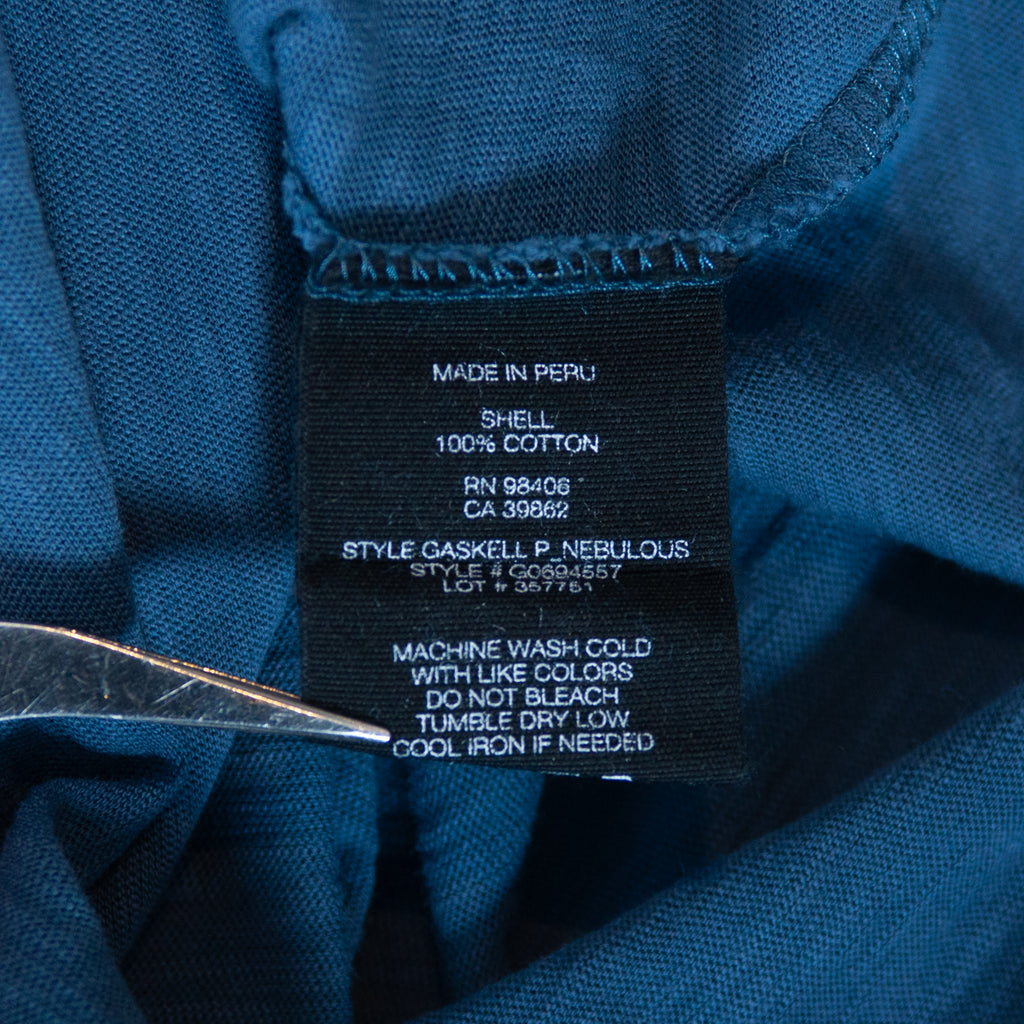 MADE IN PERU
SHELL
100% COTTON
RN 98406
CA 39862
STYLE GASKELL P_NEBULOUS
STYLE # G0694557
LOT # 357751
MACHINE WASH COLD
WITH LIKE COLORS
DO NOT BLEACH
TUMBLE DRY LOW
COOL IRON IF NEEDED